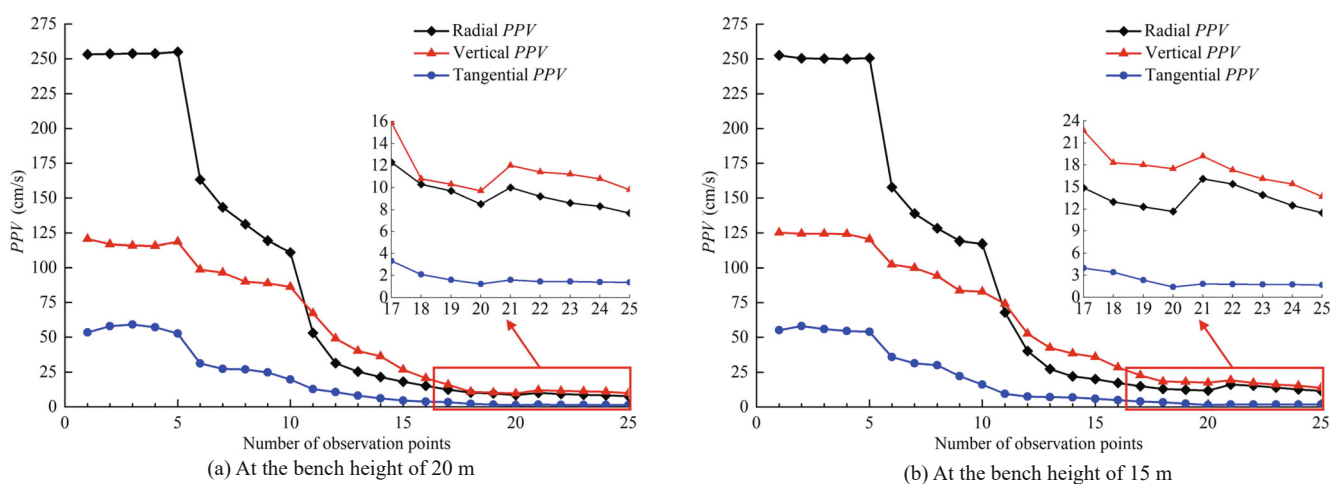 275
250
225
200
175
150
125
100
75
50
25
0
PPV (cm/s)
0 5 10 15 20 25
Number of observation points
Radial PPV
Vertical PPV
Tangential PPV
16
14
12
10
8
6
4
2
0
17 18 19 20 21 22 23 24 25
(a) At the bench height of 20 m
275
250
225
200
175
150
125
100
75
50
25
0
PPV (cm/s)
0 5 10 15 20 25
Number of observation points
Radial PPV
Vertical PPV
Tangential PPV
24
21
18
15
12
9
6
3
0
17 18 19 20 21 22 23 24 25
(b) At the bench height of 15 m